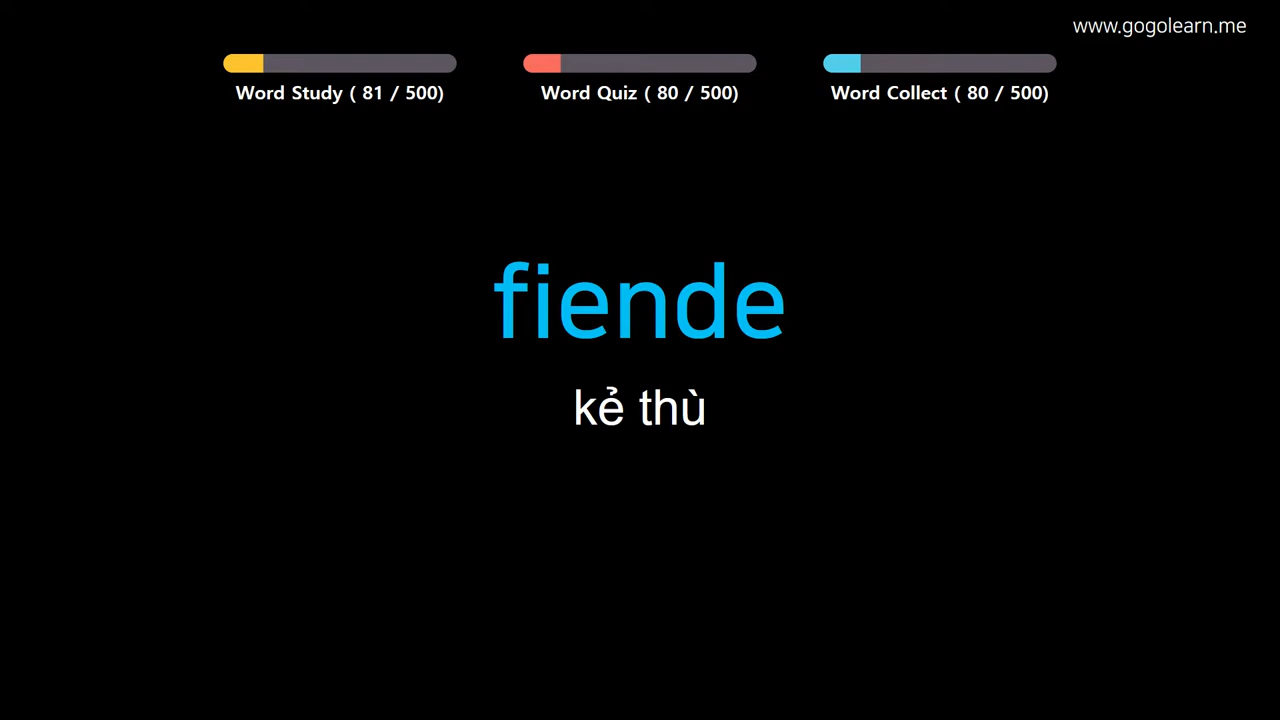 www.gogolearn.me
Word Study ( 81 / 500)
Word Quiz ( 80 / 500)
Word Collect ( 80 / 500)
fiende
kẻ thù